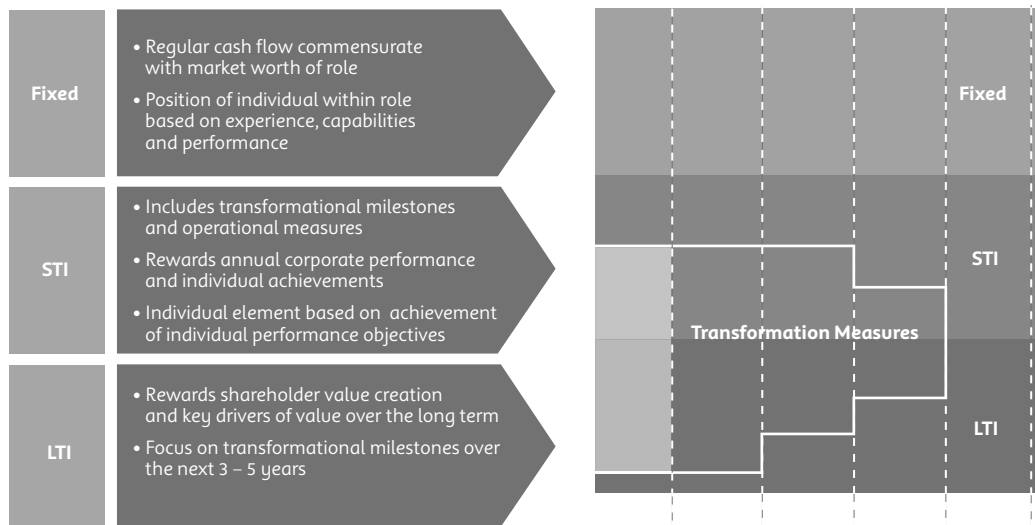 Fixed
• Regular cash flow commensurate
with market worth of role
• Position of individual within role
based on experience, capabilities
and performance
STI
• Includes transformational milestones
and operational measures
• Rewards annual corporate performance
and individual achievements
• Individual element based on achievement
of individual performance objectives
LTI
• Rewards shareholder value creation
and key drivers of value over the long term
• Focus on transformational milestones over
the next 3 – 5 years
Fixed
STI
Transformation Measures
LTI